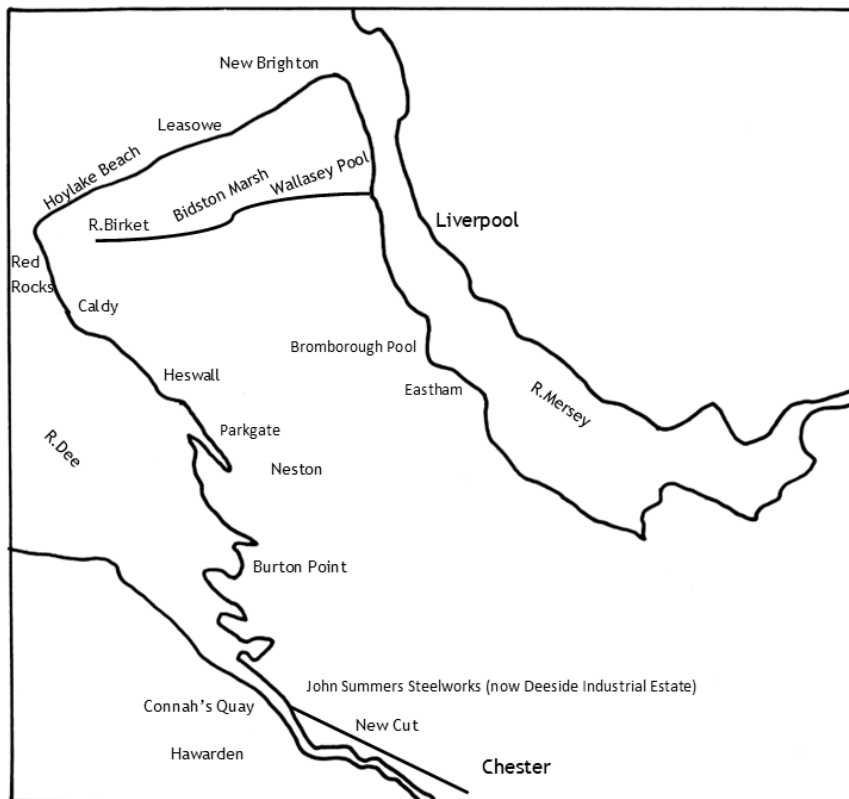 New Brighton
Leasowe
Hoylake Beach
Bidston Marsh
Wallasey Pool
R.Birket
Liverpool
Red
Rocks
Caldy
Bromborough Pool
Heswall
Eastham
R.Mersey
Parkgate
R.Dee
Neston
Burton Point
John Summers Steelworks (now Deeside Industrial Estate)
Connah's Quay
New Cut
Hawarden
Chester